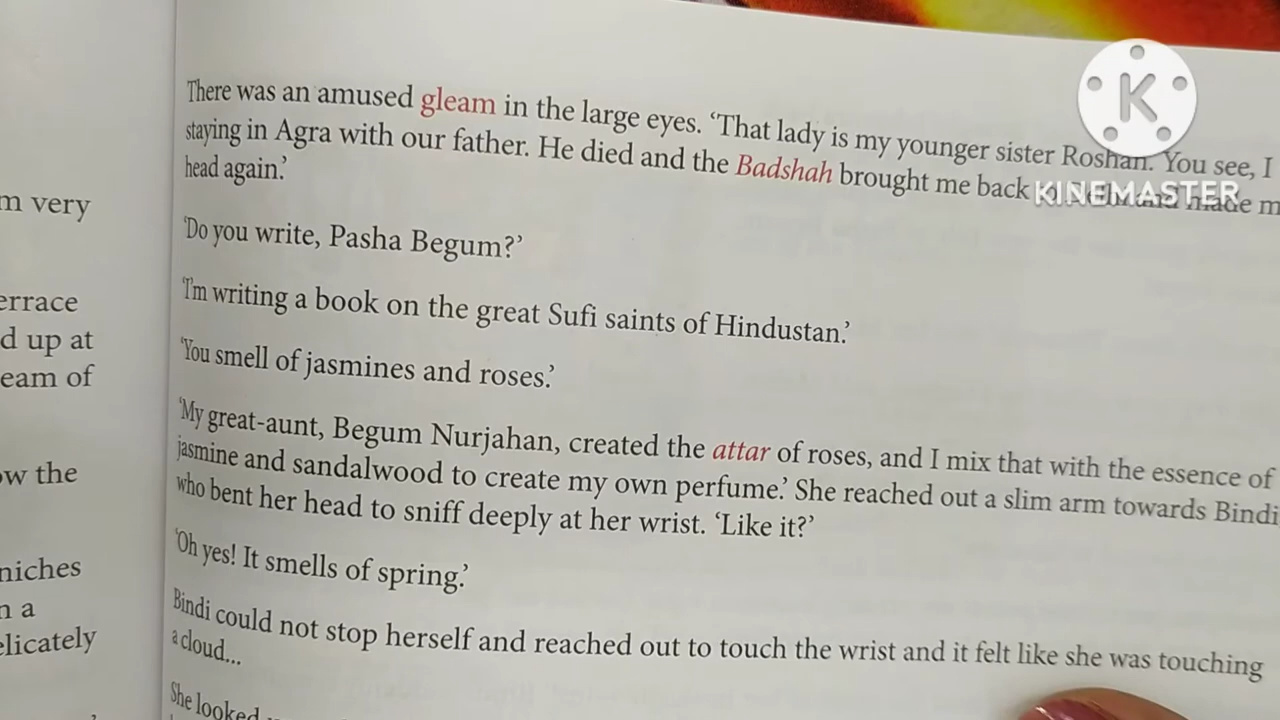 m very
errace
d up at
eam of
ow the
niches
n a
elicately
There was an amused gleam in the large eyes. ‘That lady is my younger sister Roshan. You see, I
staying in Agra with our father. He died and the Badshah brought me back and made m
head again.’
‘Do you write, Pasha Begum?’
‘I’m writing a book on the great Sufi saints of Hindustan.’
‘You smell of jasmines and roses.’
‘My great-aunt, Begum Nurjahan, created the attar of roses, and I mix that with the essence of
jasmine and sandalwood to create my own perfume.’ She reached out a slim arm towards Bindi
who bent her head to sniff deeply at her wrist. ‘Like it?’
‘Oh yes! It smells of spring.’
Bindi could not stop herself and reached out to touch the wrist and it felt like she was touching
a cloud...
She looked
K
KINEMASTER